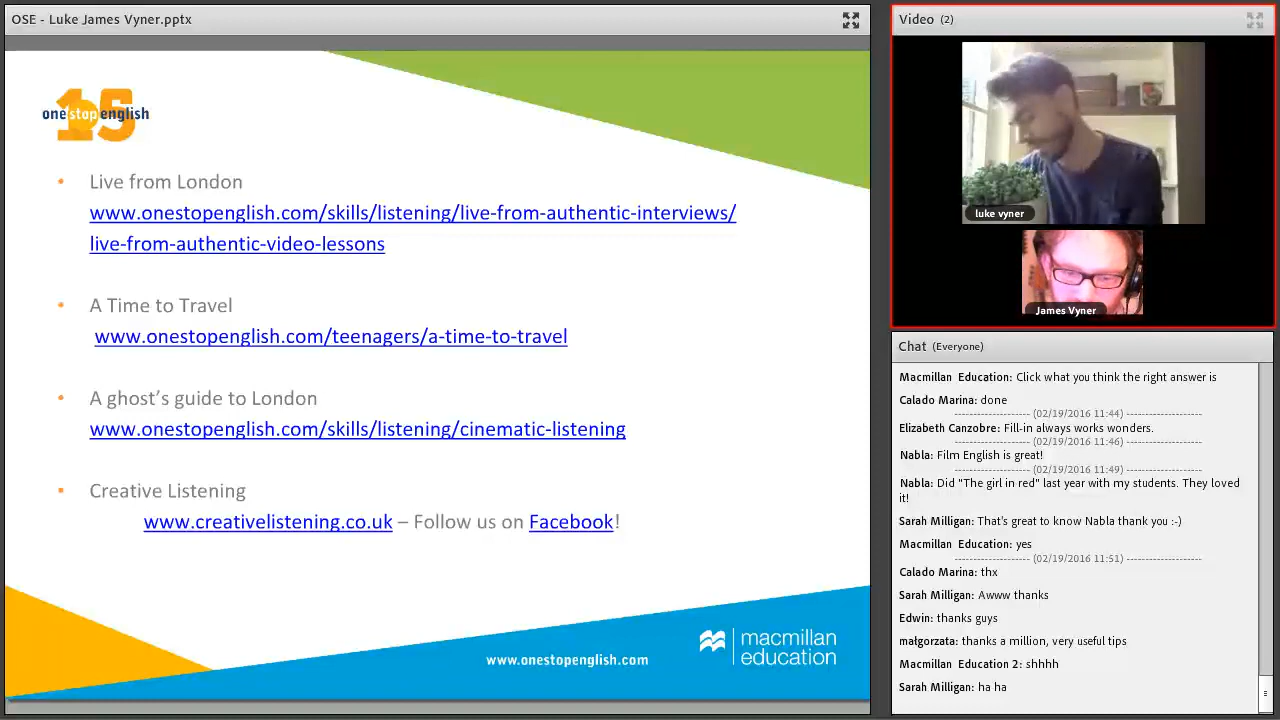 OSE - Luke James Vyner.pptx
15
onestopenglish
• Live from London
www.onestopenglish.com/skills/listening/live-from-authentic-interviews/
live-from-authentic-video-lessons
• A Time to Travel
www.onestopenglish.com/teenagers/a-time-to-travel
• A ghost's guide to London
www.onestopenglish.com/skills/listening/cinematic-listening
• Creative Listening
www.creativelistening.co.uk – Follow us on Facebook!
www.onestopenglish.com
macmillan
education
Video (2)
luke vyner
James Vyner
Chat (Everyone)
Macmillan Education: Click what you think the right answer is
Calado Marina: done
------------------- (02/19/2016 11:44) -------------------
Elizabeth Canzobre: Fill-in always works wonders.
------------------- (02/19/2016 11:46) -------------------
Nabla: Film English is great!
------------------- (02/19/2016 11:49) -------------------
Nabla: Did "The girl in red" last year with my students. They loved
it!
Sarah Milligan: That's great to know Nabla thank you :-)
Macmillan Education: yes
------------------- (02/19/2016 11:51) -------------------
Calado Marina: thx
Sarah Milligan: Awww thanks
Edwin: thanks guys
małgorzata: thanks a million, very useful tips
Macmillan Education 2: shhhh
Sarah Milligan: ha ha